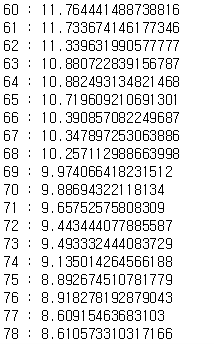 60 : 11.764441488738816
61 : 11.733674146177346
62 : 11.339631990577777
63 : 10.880722839156787
64 : 10.882493134821468
65 : 10.719609210691301
66 : 10.390857082249687
67 : 10.347897253063886
68 : 10.257112988663998
69 : 9.974066418231512
70 : 9.88694322118134
71 : 9.65752575808309
72 : 9.443444077885587
73 : 9.493332444083729
74 : 9.135014264566188
75 : 8.892674510781779
76 : 8.918278192879043
77 : 8.60915463683103
78 : 8.610573310317166